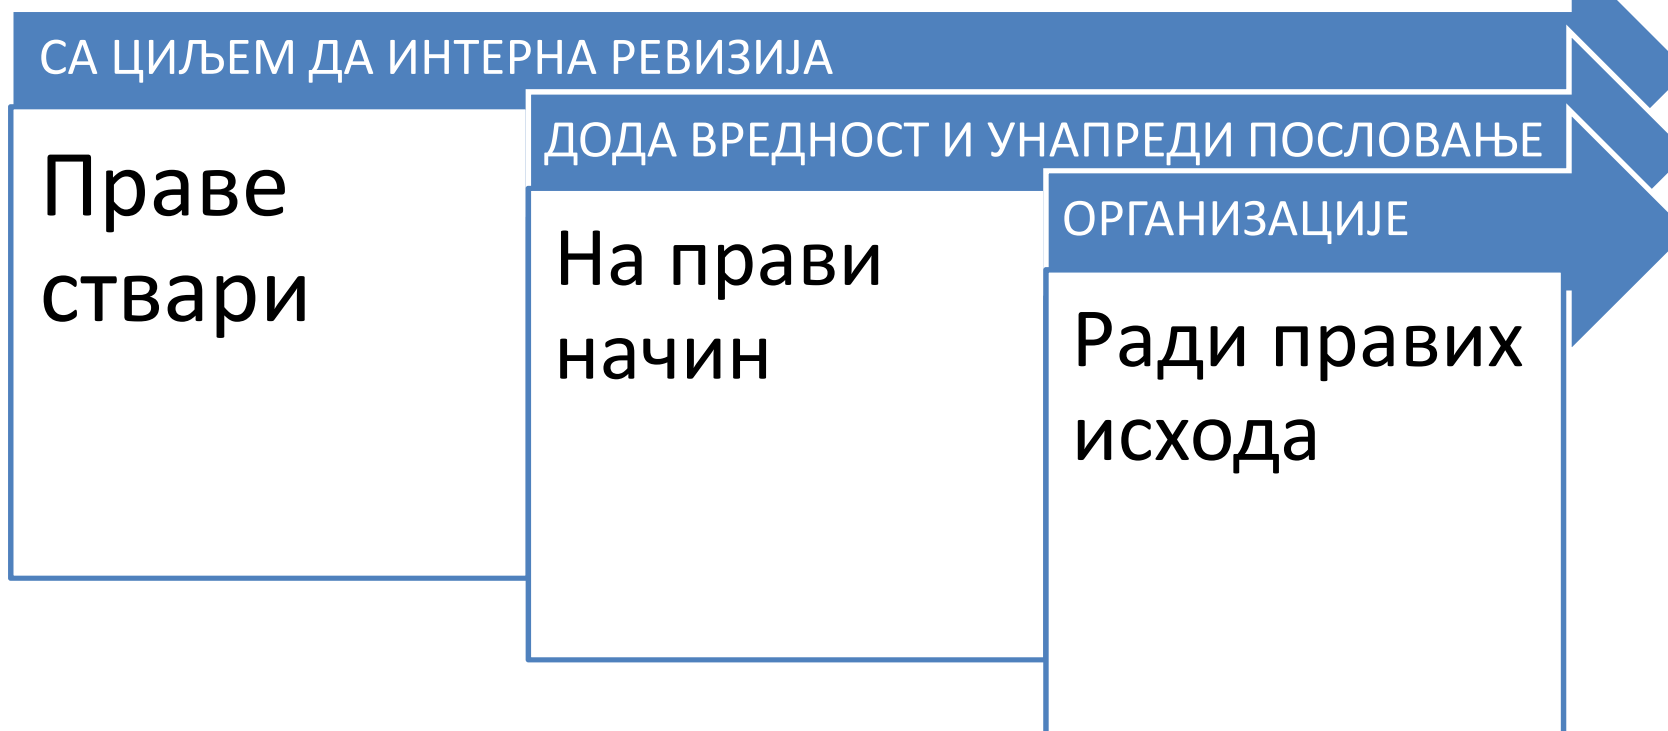 СА ЦИЉЕМ ДА ИНТЕРНА РЕВИЗИЈА
Праве
ствари
ДОДА ВРЕДНОСТ И УНАПРЕДИ ПОСЛОВАЊЕ
На прави
начин
ОРГАНИЗАЦИЈЕ
Ради правих
исхода